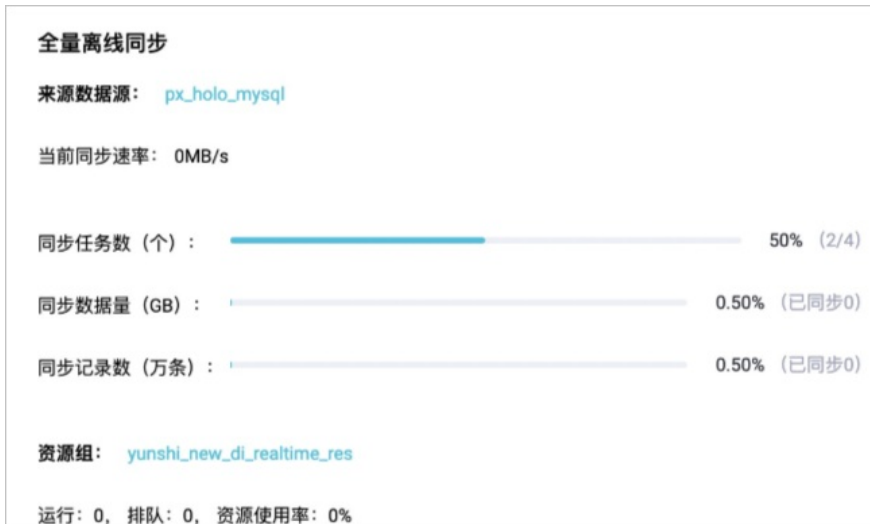 全量离线同步
来源数据源： px_holo_mysql
当前同步速率： 0MB/s
同步任务数（个）： 50% （2/4）
同步数据量（GB）： 0.50% （已同步0）
同步记录数（万条）： 0.50% （已同步0）
资源组： yunshi_new_di_realtime_res
运行：0, 排队：0, 资源使用率：0%